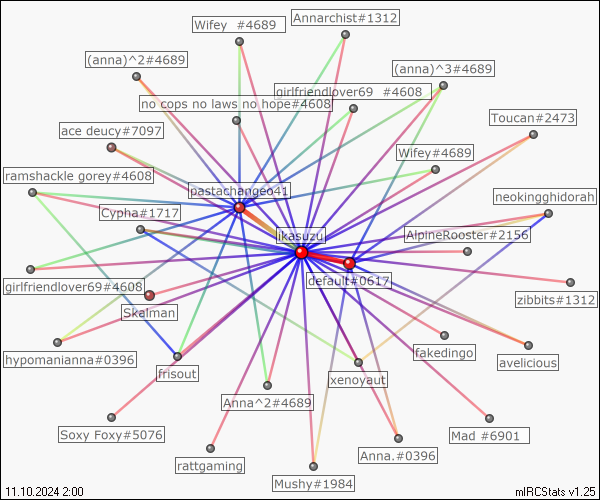 Wifey  #4689
Annarchist#1312
(anna)^2#4689
(anna)^3#4689
girlfriendlover69  #4608
no cops no laws no hope#4608
Toucan#2473
ace deucy#7097
Wifey#4689
ramshackle gorey#4608
pastachangeo41
neokingghidorah
Cypha#1717
ikasuzu
AlpineRooster#2156
default#0617
girlfriendlover69#4608
zibbits#1312
Skalman
hypomanianna#0396
fakedingo
avelicious
frisout
xenoyaut
Anna^2#4689
Soxy Foxy#5076
Mad #6901
Anna.#0396
rattgaming
Mushy#1984
11.10.2024 2:00
mIRCStats v1.25